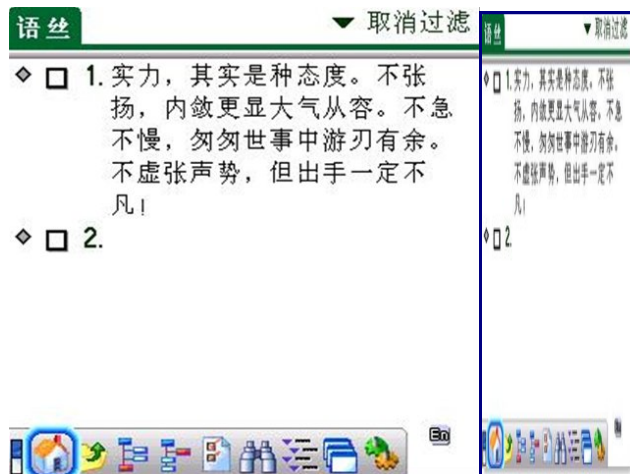 语丝
取消过滤
1. 实力，其实是种态度。不张
扬，内敛更显大气从容。不急
不慢，匆匆世事中游刃有余。
不虚张声势，但出手一定不
凡！
2.
En
语丝
取消过滤
1. 实力，其实是种态度。不张
扬，内敛更显大气从容。不急
不慢，匆匆世事中游刃有余。
不虚张声势，但出手一定不
凡！
2.